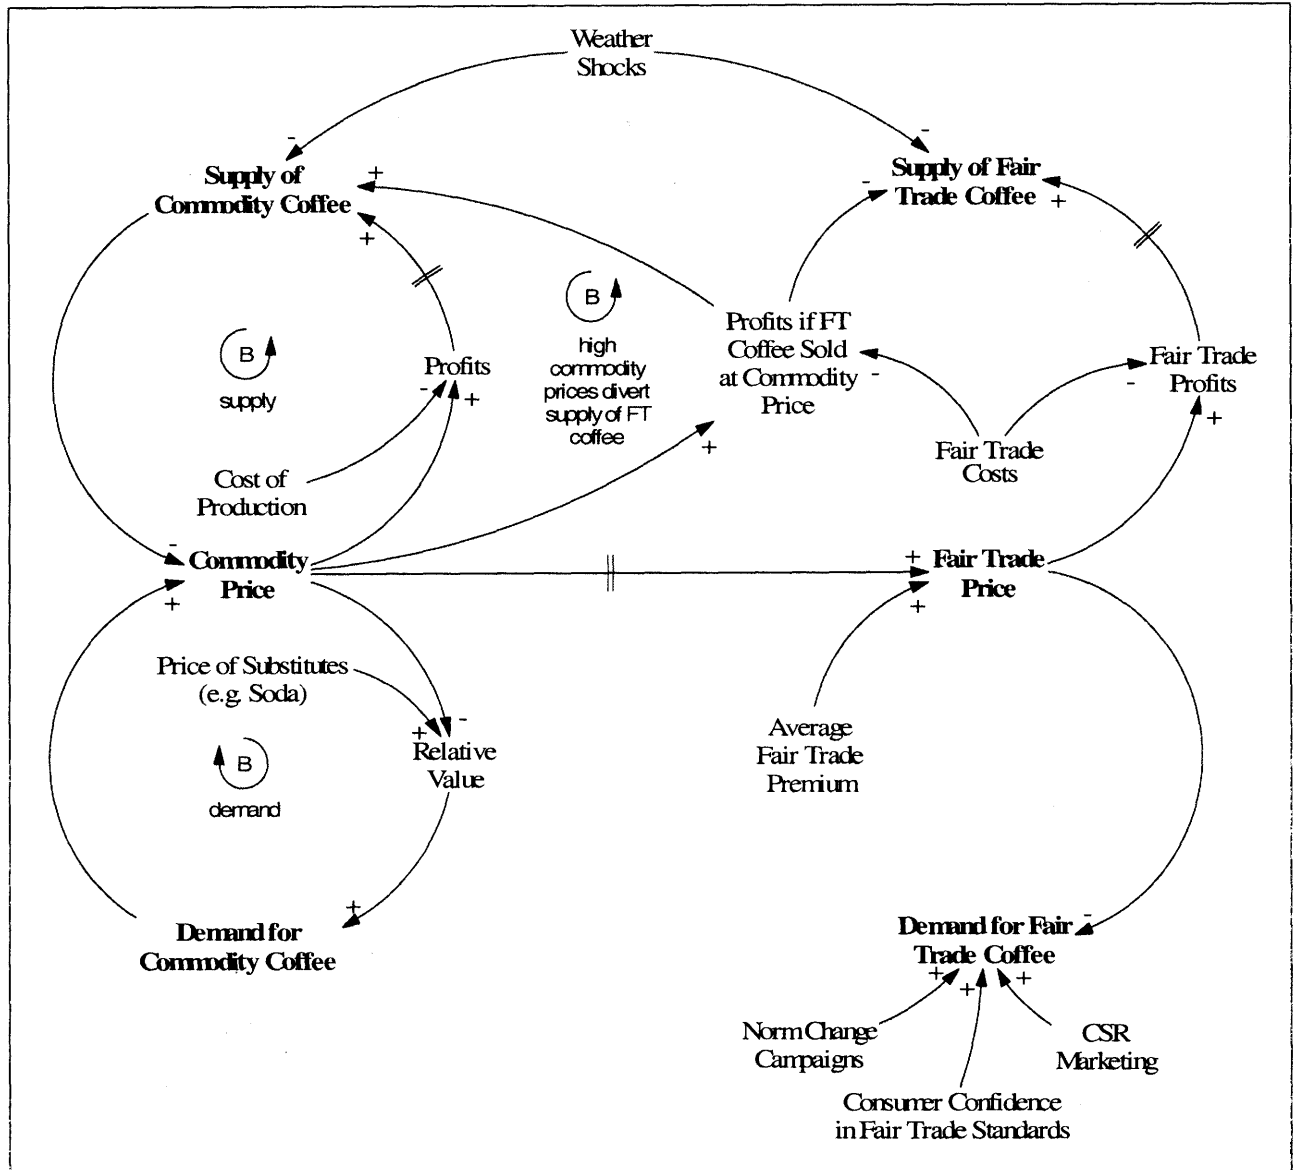 Weather
Shocks
-
-
Supply of
Commodity Coffee
+
+
Supply of Fair
Trade Coffee
-
+
B
supply
B
high
commodity
prices divert
supply of FT
coffee
Profits
-
+
Profits if FT
Coffee Sold
at Commodity
Price
-
+
Fair Trade
Profits
-
+
Cost of
Production
Fair Trade
Costs
-
Commodity
Price
+
+
Fair Trade
Price
+
Price of Substitutes
(e.g. Soda)
+
-
Relative
Value
B
demand
Average
Fair Trade
Premium
+
Demand for
Commodity Coffee
Demand for Fair
Trade Coffee
-
+
+
+
Norm Change
Campaigns
CSR
Marketing
Consumer Confidence
in Fair Trade Standards